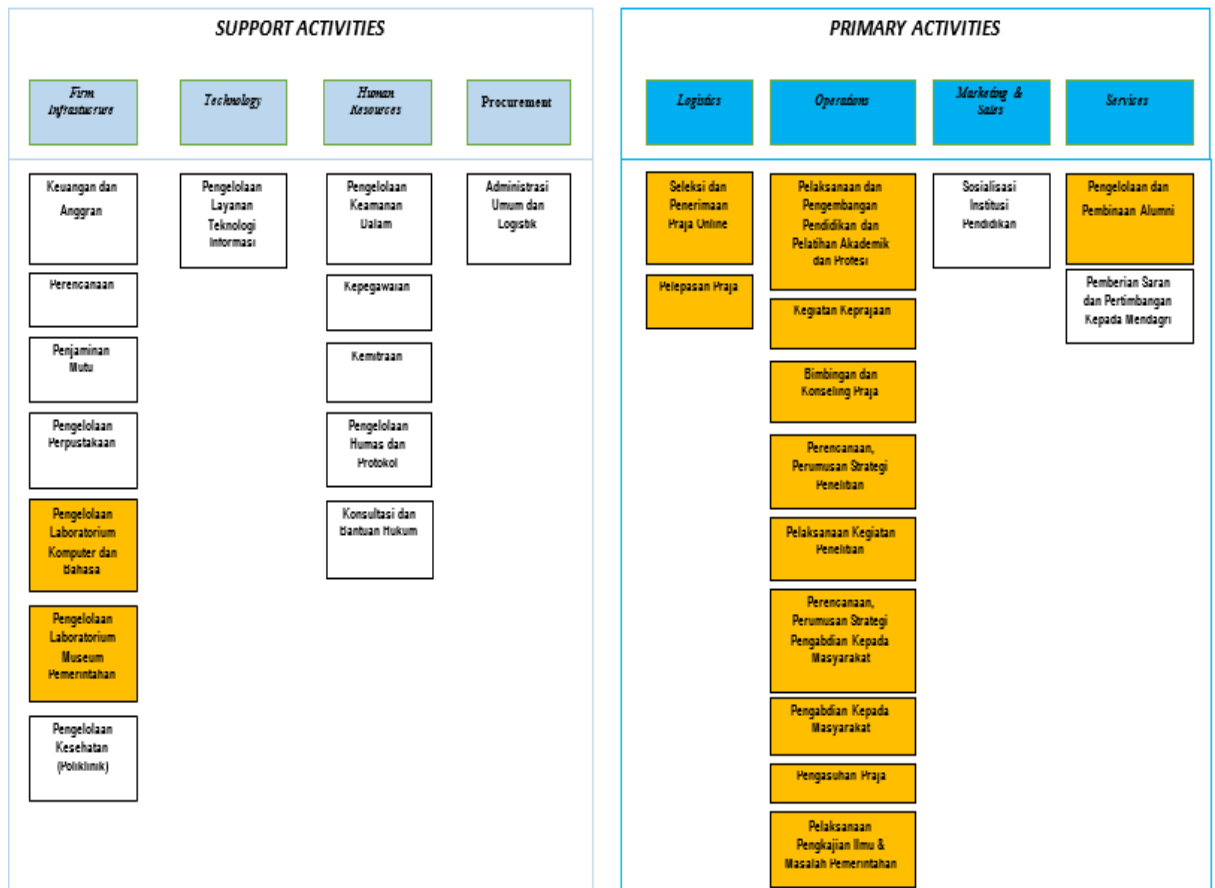 SUPPORT ACTIVITIES
Firm
Infrastucrure
Technology
Human
Resources
Procurement
Keuangan dan
Anggran
Perencanaan
Penjaminan
Mutu
Pengelolaan
Perpustakaan
Pengelolaan
Laboratorium
Komputer dan
Bahasa
Pengelolaan
Laboratorium
Museum
Pemerintahan
Pengelolaan
Kesehatan
(Poliklinik)
Pengelolaan
Layanan
Teknologi
Informasi
Pengelolaan
Keamanan
Dalam
Kepegawaian
Kemitraan
Pengelolaan
Humas dan
Protokol
Konsultasi dan
Bantuan Hukum
Administrasi
Umum dan
Logistik
PRIMARY ACTIVITIES
Logistics
Operations
Marketing &
Sales
Services
Seleksi dan
Penerimaan
Praja Online
Pelepasan Praja
Pelaksanaan dan
Pengembangan
Pendidikan dan
Pelatihan Akademik
dan Profesi
Kegiatan Keprajaan
Bimbingan dan
Konseling Praja
Perencanaan,
Perumusan Strategi
Penelitian
Pelaksanaan Kegiatan
Penelitian
Perencanaan,
Perumusan Strategi
Pengabdian Kepada
Masyarakat
Pengabdian Kepada
Masyarakat
Pengasuhan Praja
Pelaksanaan
Pengkajian Ilmu &
Masalah Pemerintahan
Sosialisasi
Institusi
Pendidikan
Pengelolaan dan
Pembinaan Alumni
Pemberian Saran
dan Pertimbangan
Kepada Mendagri